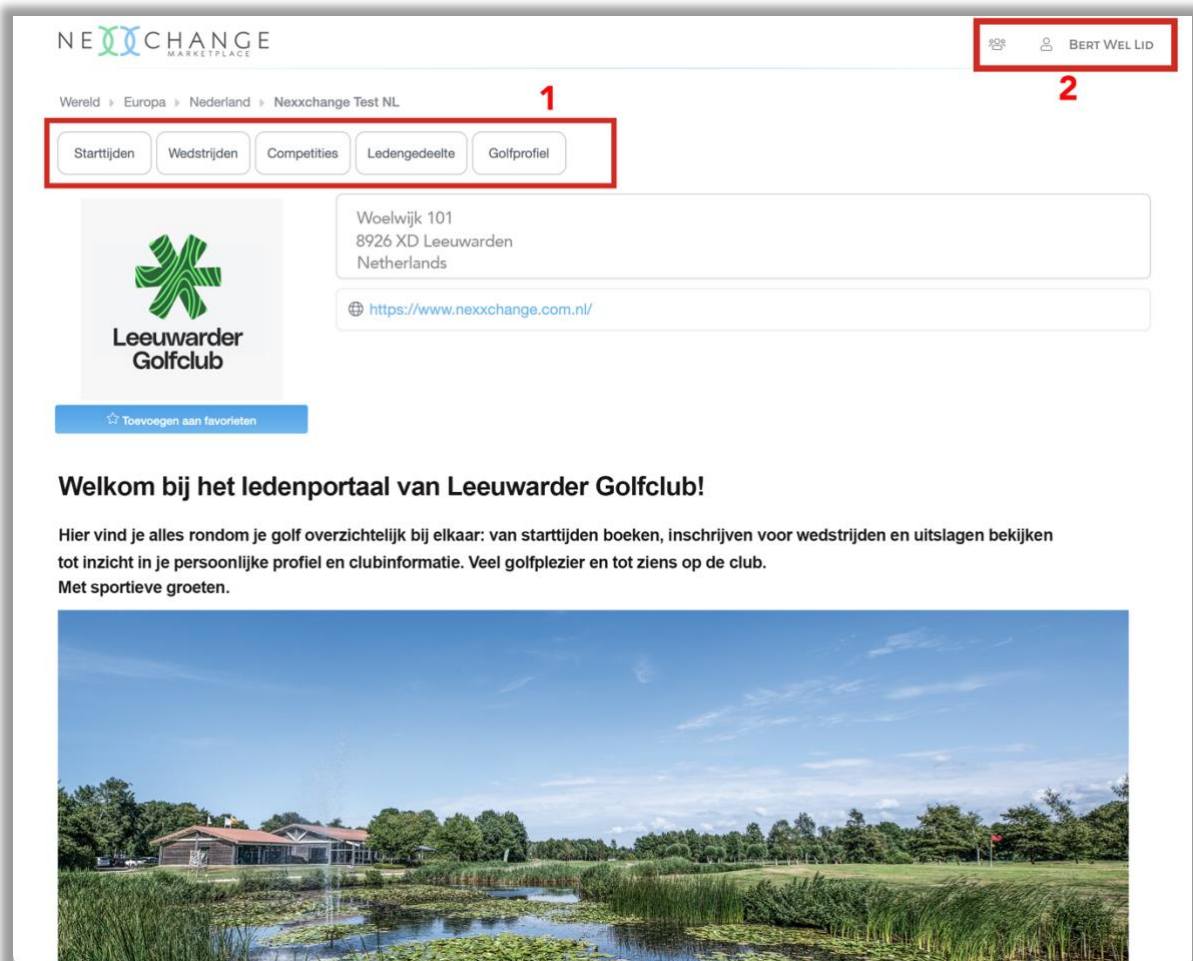 NEXXCHANGE
MARKETPLACE
BERT WEL LID
2
Wereld Europa Nederland Nexxchange Test NL
1
Starttijden Wedstrijden Competities Ledengedeelte Golfprofiel
Woelwijk 101
8926 XD Leeuwarden
Netherlands
https://www.nexxchange.com.nl/
Leeuwarder
Golfclub
Toevoegen aan favorieten
Welkom bij het ledenportaal van Leeuwarder Golfclub!
Hier vind je alles rondom je golf overzichtelijk bij elkaar: van starttijden boeken, inschrijven voor wedstrijden en uitslagen bekijken
tot inzicht in je persoonlijke profiel en clubinformatie. Veel golfplezier en tot ziens op de club.
Met sportieve groeten.